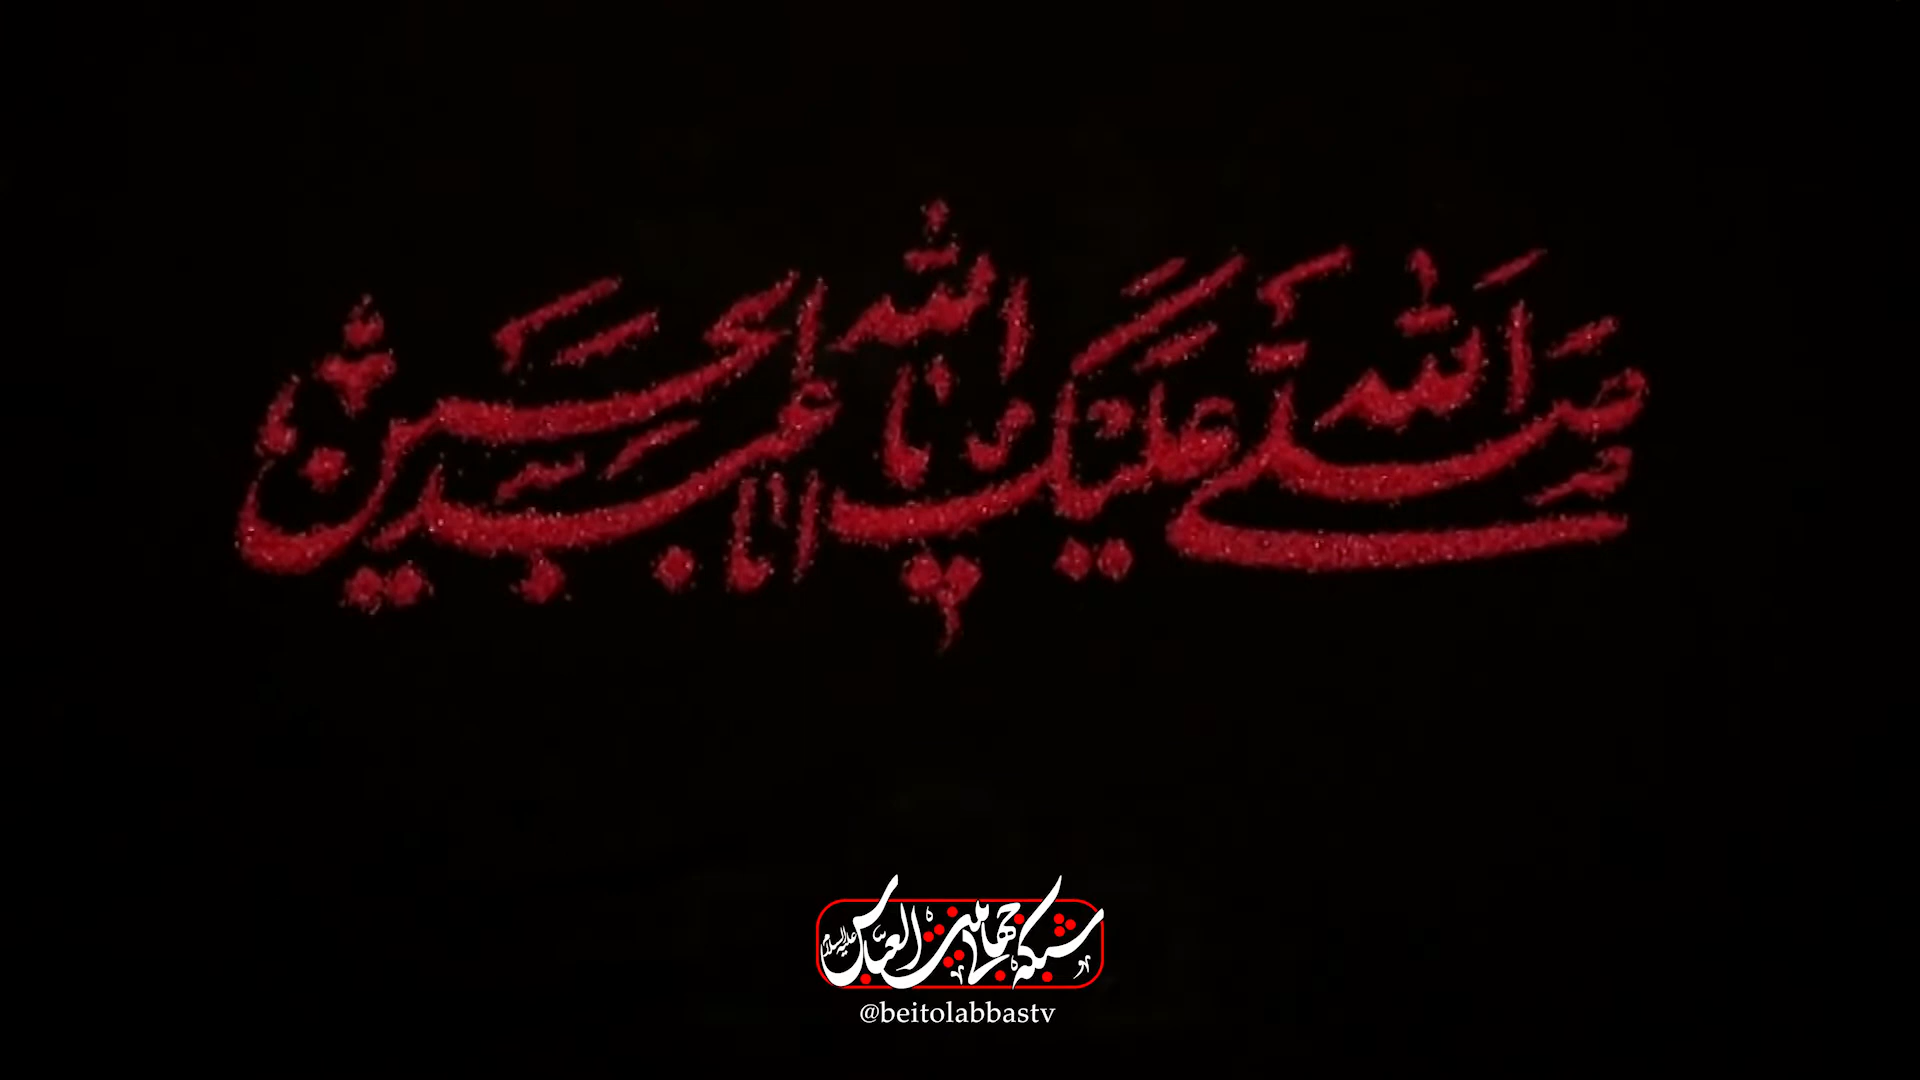 صلی الله علیک یا اباعبدالله الحسین
شبکه جهانی بیت العباس علیه السلام
@beitolabbastv